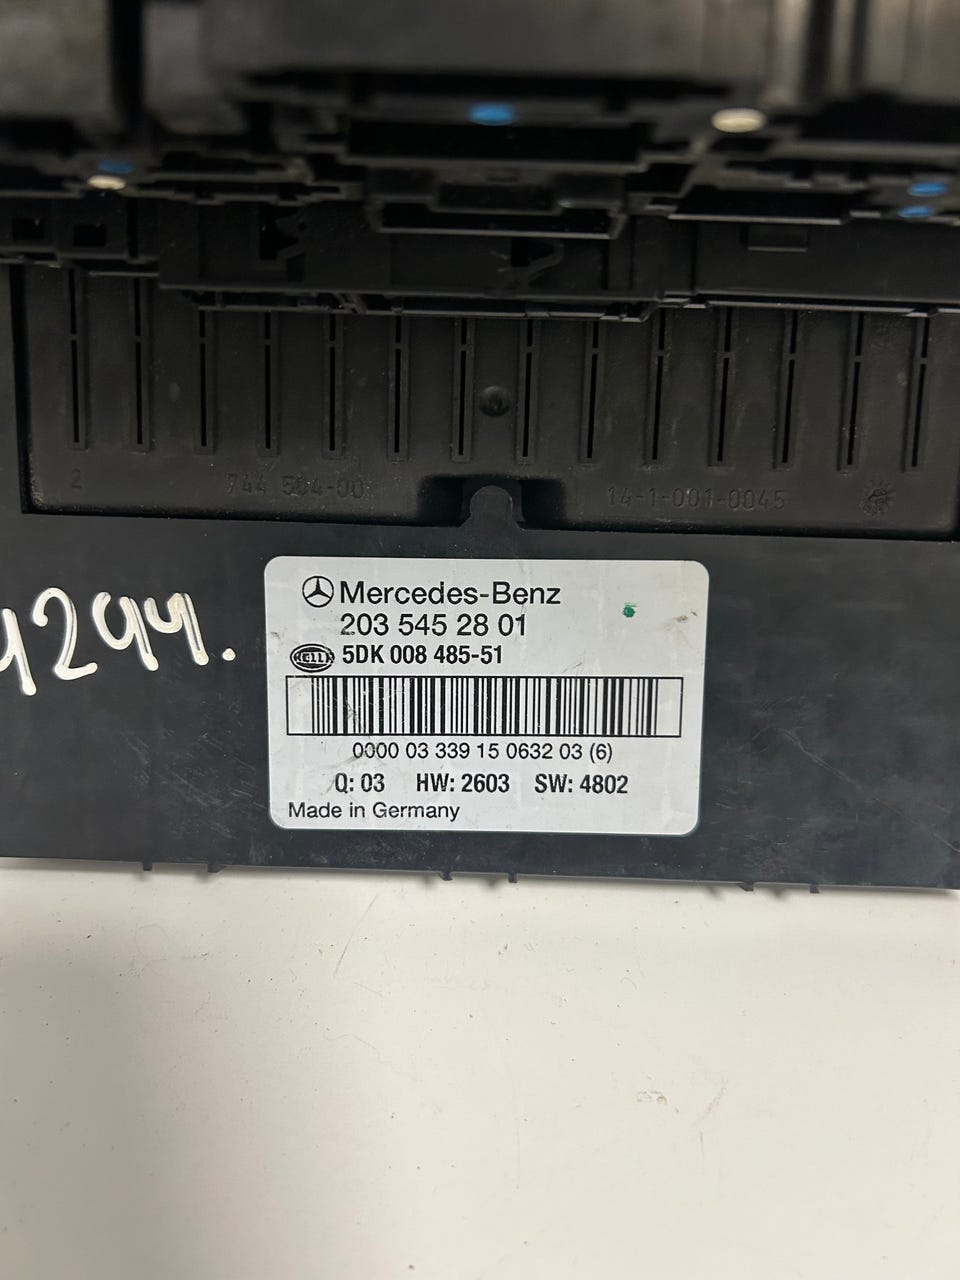 2
744 504-00
14-1-001-0045
Mercedes-Benz
203 545 28 01
HELLA 5DK 008 485-51
0000 03 339 15 0632 03 (6)
Q: 03 HW: 2603 SW: 4802
Made in Germany